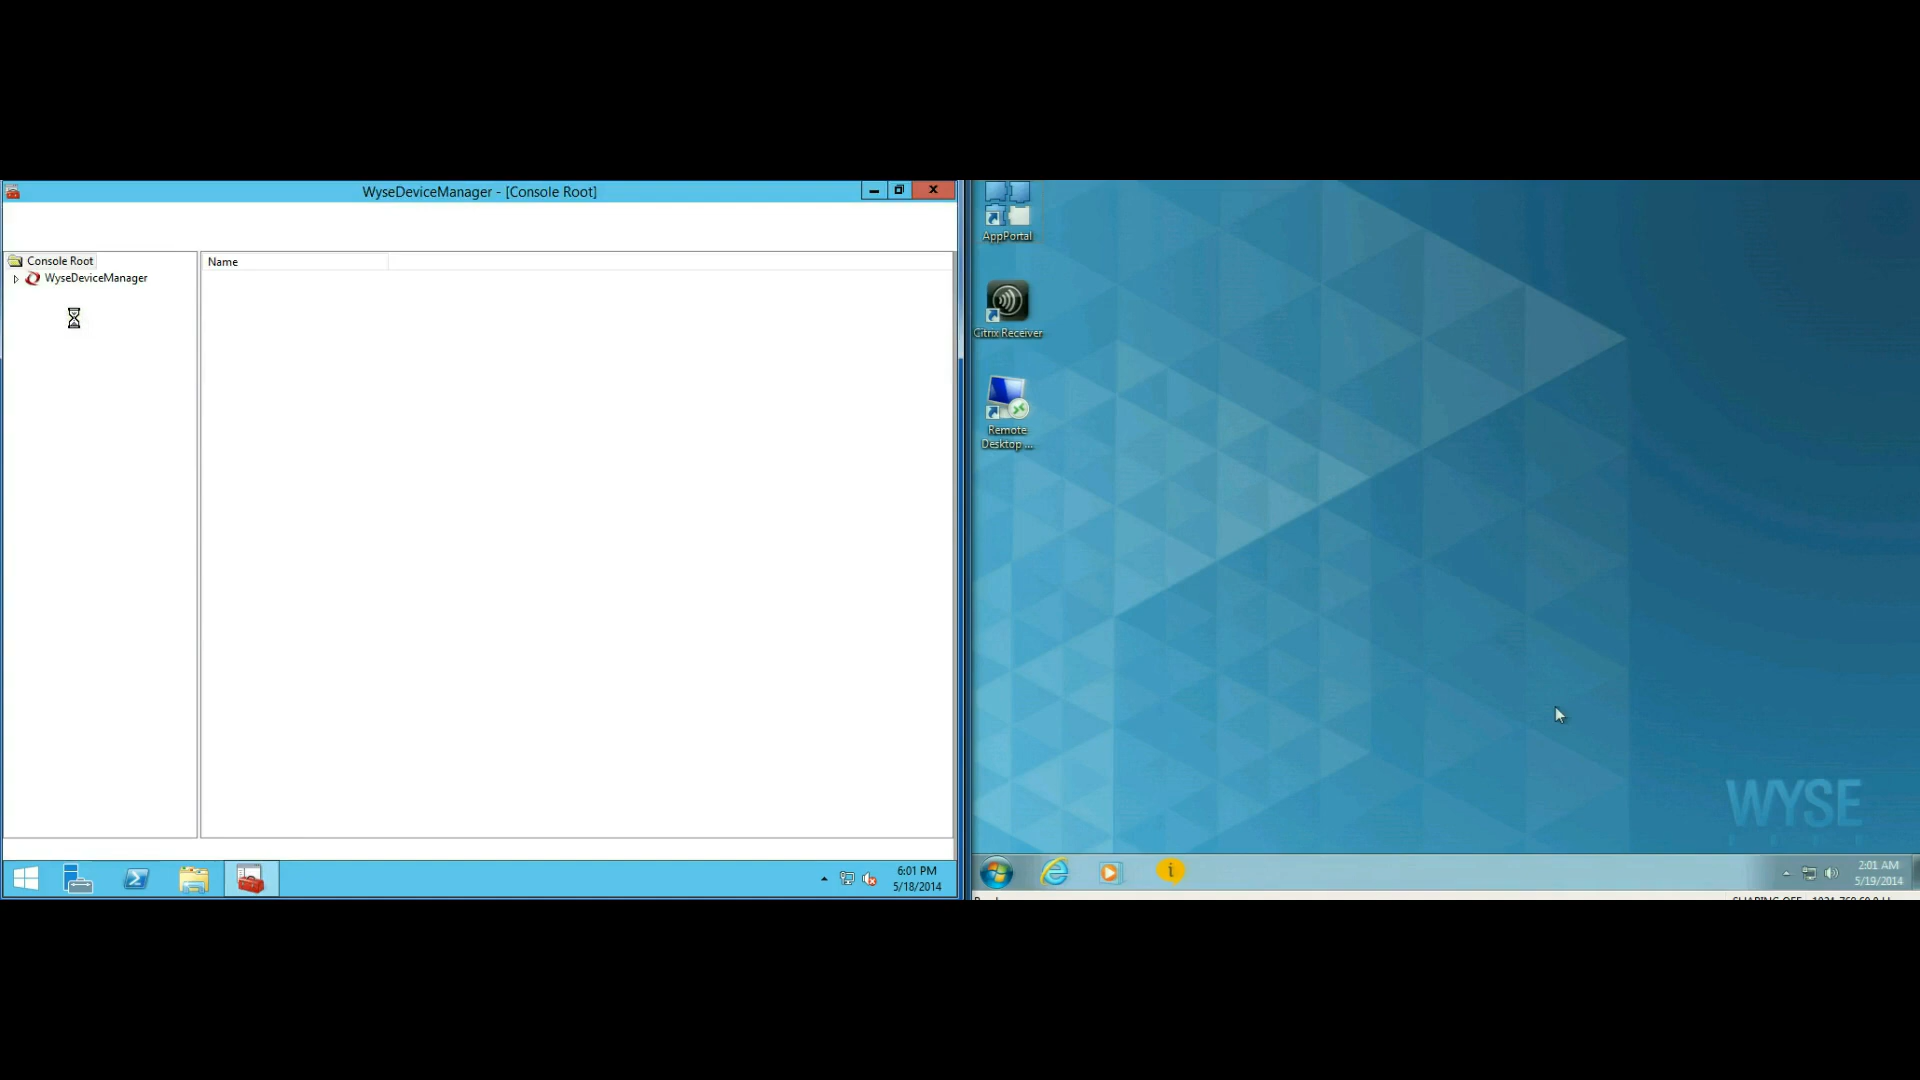 WyseDeviceManager - [Console Root]
Console Root
WyseDeviceManager
Name
6:01 PM
5/18/2014
AppPortal
Citrix Receiver
Remote
Desktop ...
WYSE
2:01 AM
5/19/2014